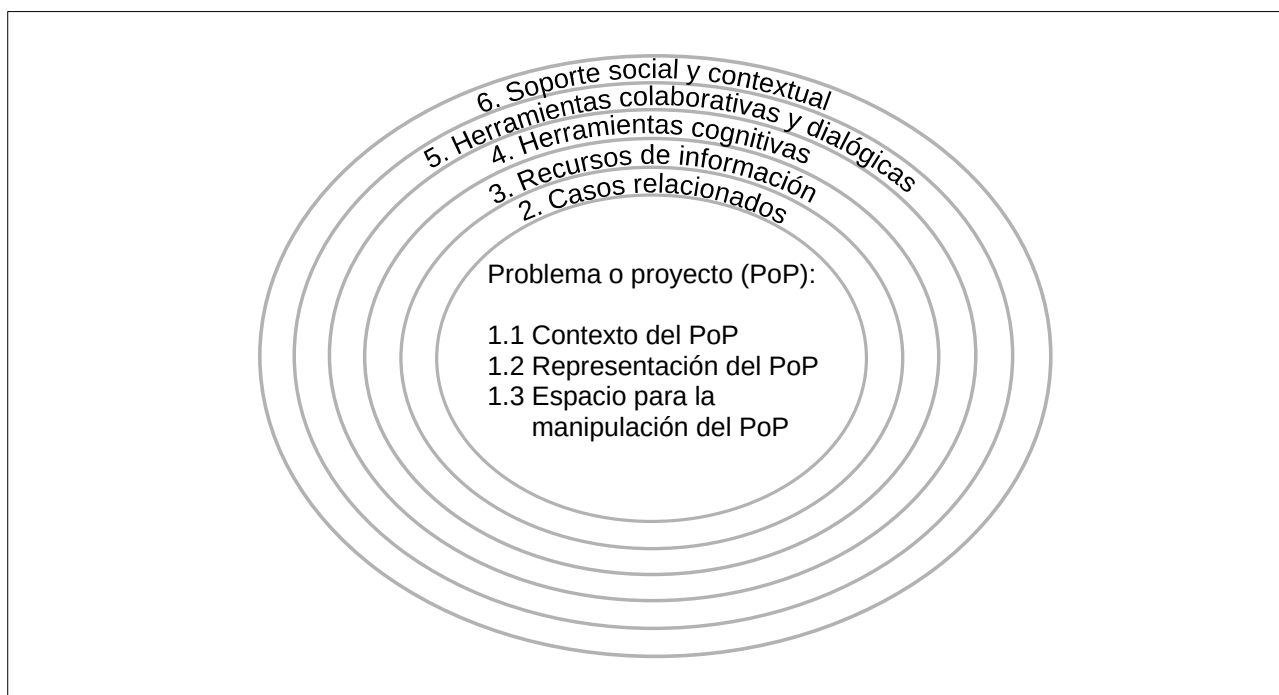 6. Soporte social y contextual
5. Herramientas colaborativas y dialógicas
4. Herramientas cognitivas
3. Recursos de información
2. Casos relacionados
Problema o proyecto (PoP):
1.1 Contexto del PoP
1.2 Representación del PoP
1.3 Espacio para la
manipulación del PoP